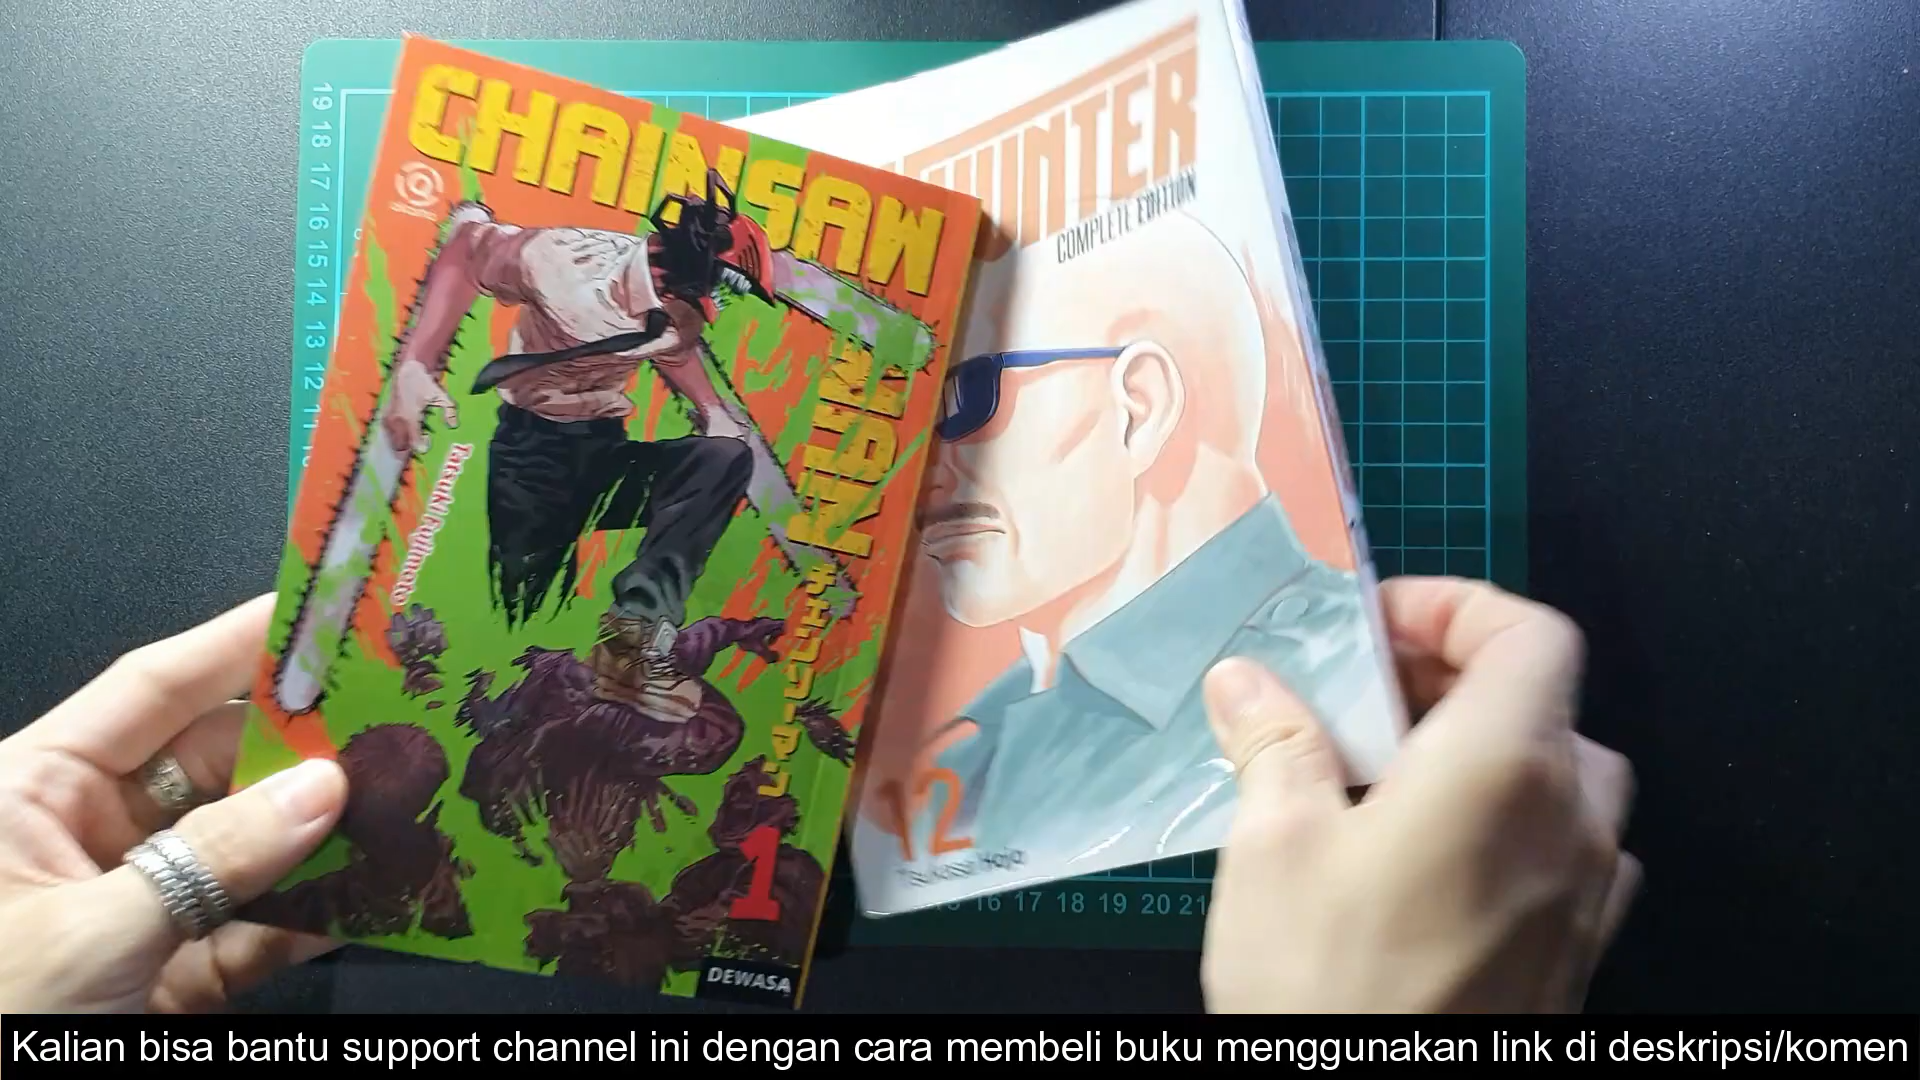 CHAINSAW
MAN
チェンソーマン
Tatsuki Fujimoto
1
DEWASA
HUNTER
COMPLETE EDITION
12
Tsukasa Hojo
19 18 17 16 15 14 13 12 11
16 17 18 19 20 21
Kalian bisa bantu support channel ini dengan cara membeli buku menggunakan link di deskripsi/komen